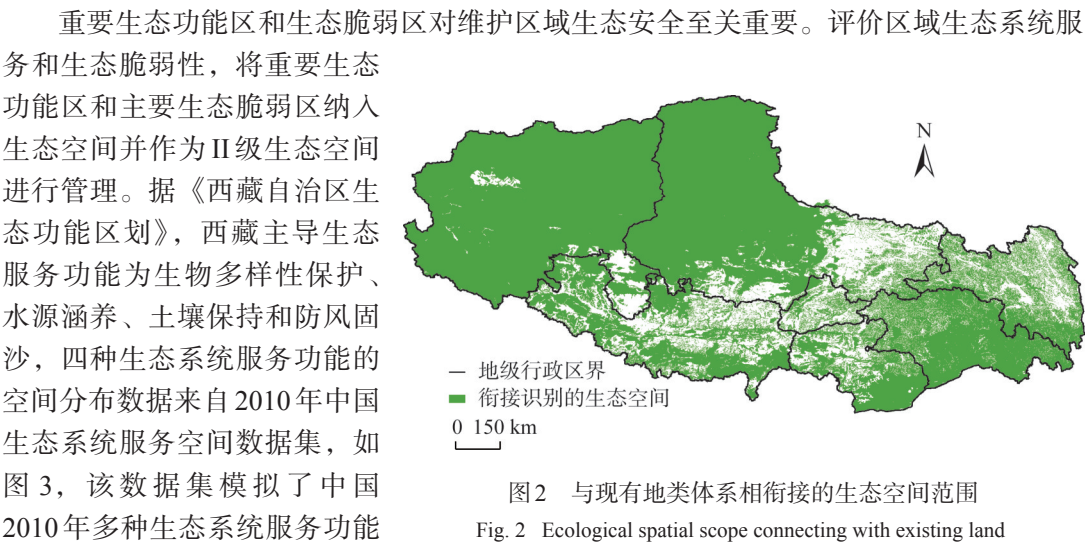 重要生态功能区和生态脆弱区对维护区域生态安全至关重要。评价区域生态系统服
务和生态脆弱性，将重要生态
功能区和主要生态脆弱区纳入
生态空间并作为II级生态空间
进行管理。据《西藏自治区生
态功能区划》，西藏主导生态
服务功能为生物多样性保护、
水源涵养、土壤保持和防风固
沙，四种生态系统服务功能的
空间分布数据来自2010年中国
生态系统服务空间数据集，如
图3，该数据集模拟了中国
2010年多种生态系统服务功能
N
地级行政区界
衔接识别的生态空间
0 150 km
图2 与现有地类体系相衔接的生态空间范围
Fig. 2 Ecological spatial scope connecting with existing land